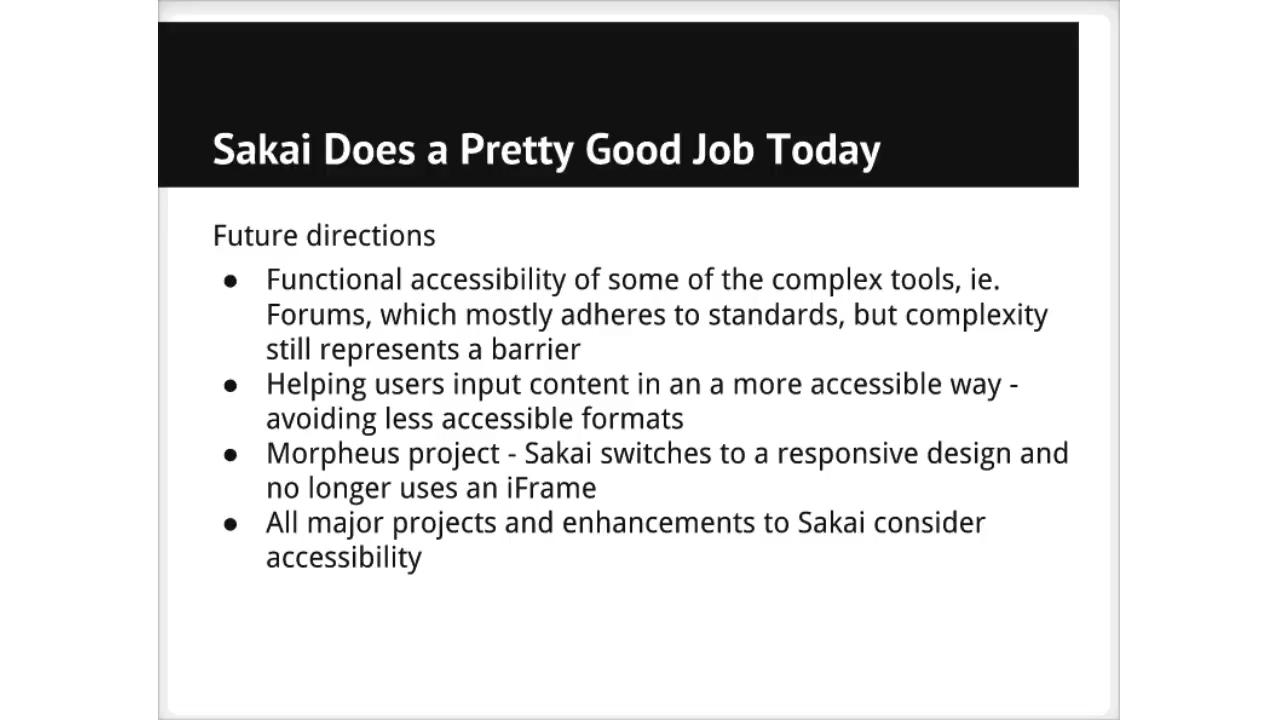 Sakai Does a Pretty Good Job Today
Future directions
● Functional accessibility of some of the complex tools, ie.
Forums, which mostly adheres to standards, but complexity
still represents a barrier
● Helping users input content in an a more accessible way -
avoiding less accessible formats
● Morpheus project - Sakai switches to a responsive design and
no longer uses an iFrame
● All major projects and enhancements to Sakai consider
accessibility